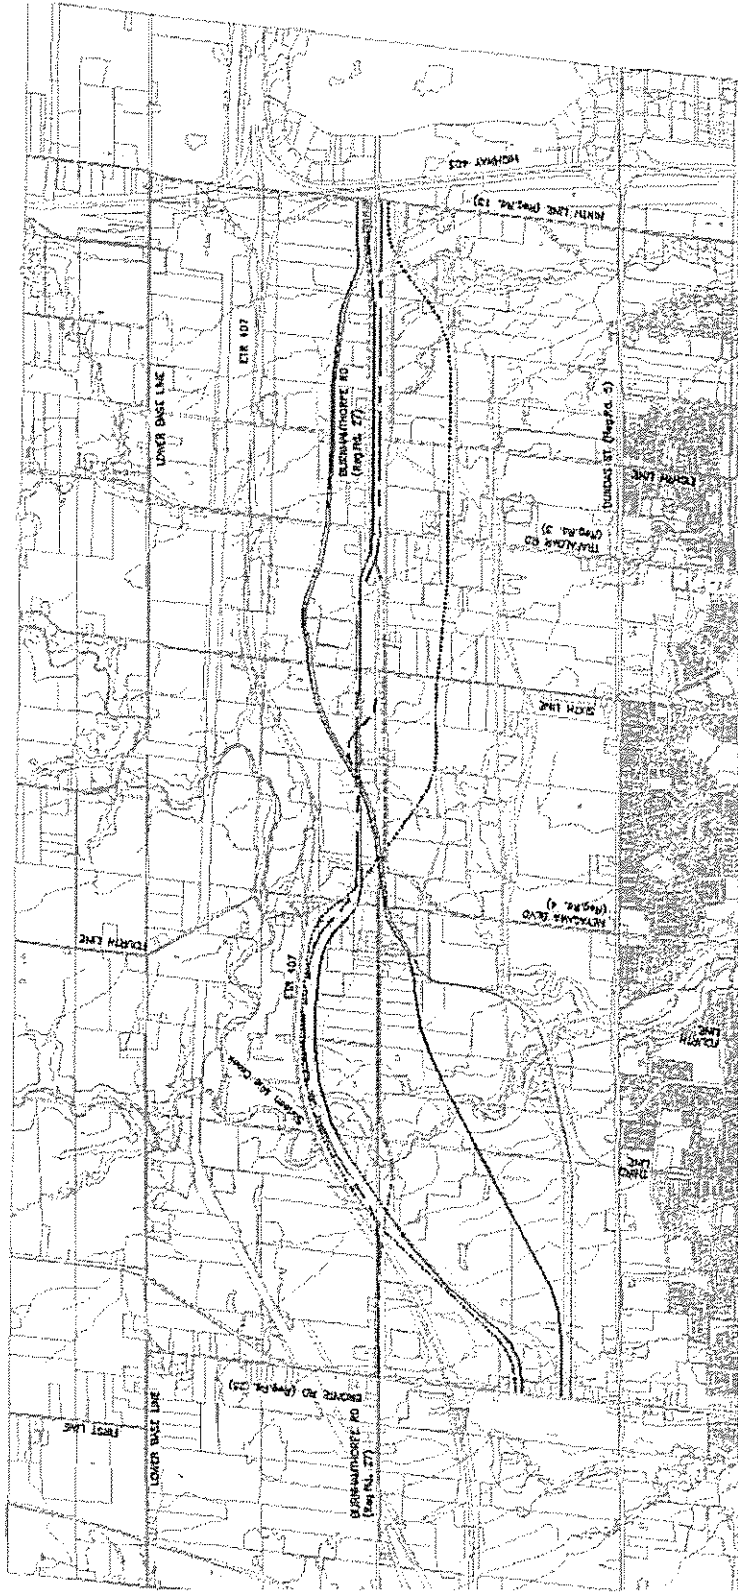 HIGHWAY 403
NINTH LINE (Reg.Rd. 13)
ETR 407
LOWER BASE LINE
BURNHAMTHORPE RD
(Reg.Rd. 27)
DUNDAS ST (Reg.Rd. 5)
EIGHTH LINE
TRAFALGAR RD
(Reg.Rd. 3)
SIXTH LINE
NEYAGAWA BLVD
(Reg.Rd. 4)
FOURTH LINE
ETR 407
FOURTH
LINE
Sixteen Mile Creek
THIRD
LINE
BRONTE RD (Reg.Rd. 25)
FIRST LINE
LOWER BASE LINE
BURNHAMTHORPE RD
(Reg.Rd. 27)